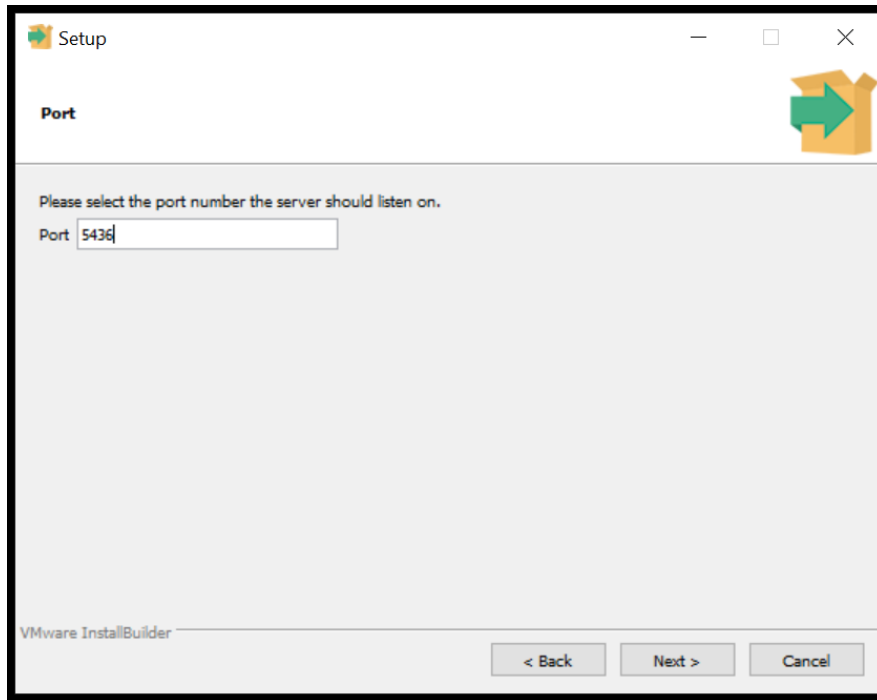 Setup
Port
Please select the port number the server should listen on.
Port 5436
VMware InstallBuilder
< Back Next > Cancel